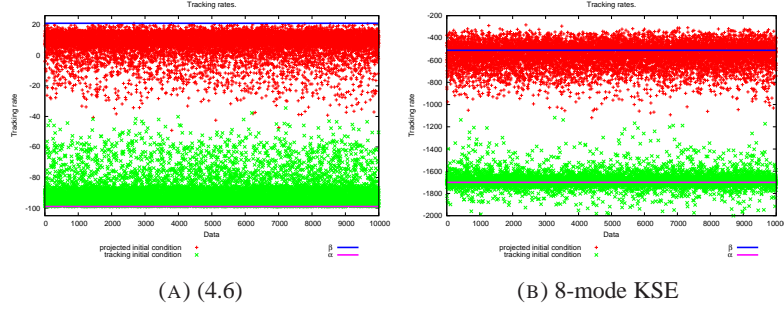 Tracking rates.
20
0
-20
-40
-60
-80
-100
Tracking rate
0 1000 2000 3000 4000 5000 6000 7000 8000 9000 10000
Data
projected initial condition
tracking initial condition
β
α
(A) (4.6)
Tracking rates.
-200
-400
-600
-800
-1000
-1200
-1400
-1600
-1800
-2000
Tracking rate
0 1000 2000 3000 4000 5000 6000 7000 8000 9000 10000
Data
projected initial condition
tracking initial condition
β
α
(B) 8-mode KSE